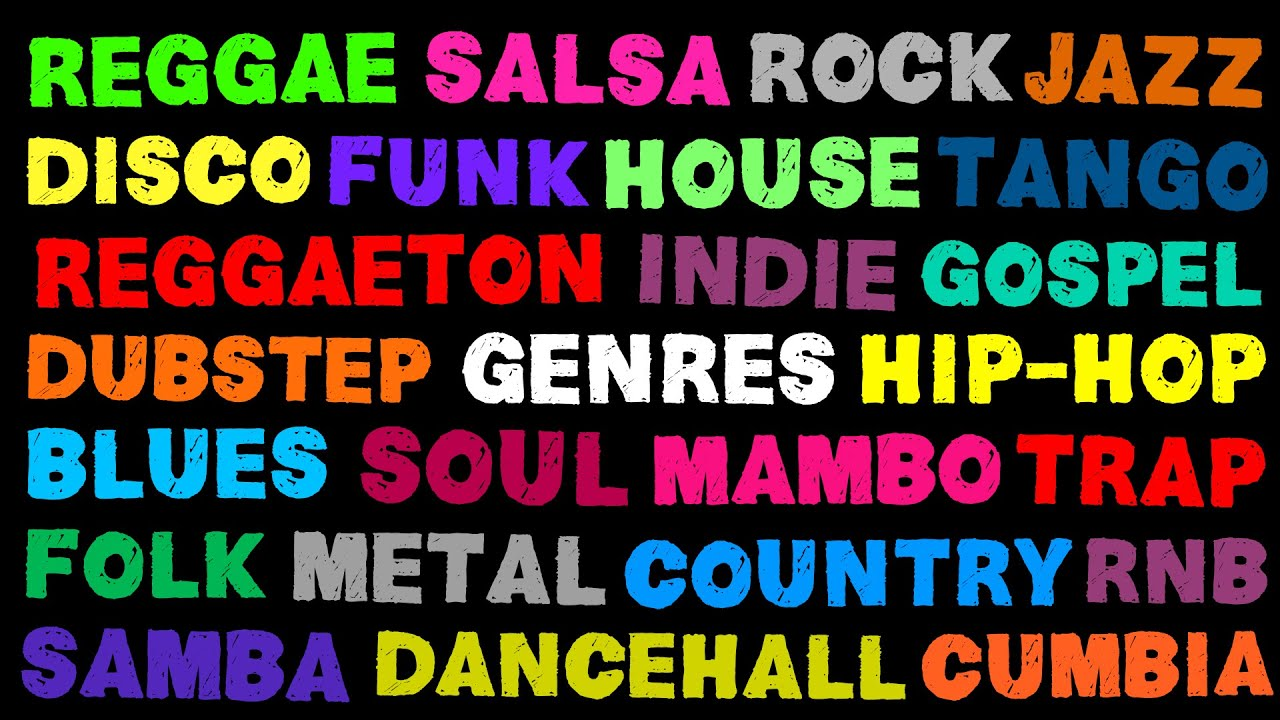 REGGAE SALSA ROCK JAZZ
DISCO FUNK HOUSE TANGO
REGGAETON INDIE GOSPEL
DUBSTEP GENRES HIP-HOP
BLUES SOUL MAMBO TRAP
FOLK METAL COUNTRY RNB
SAMBA DANCEHALL CUMBIA